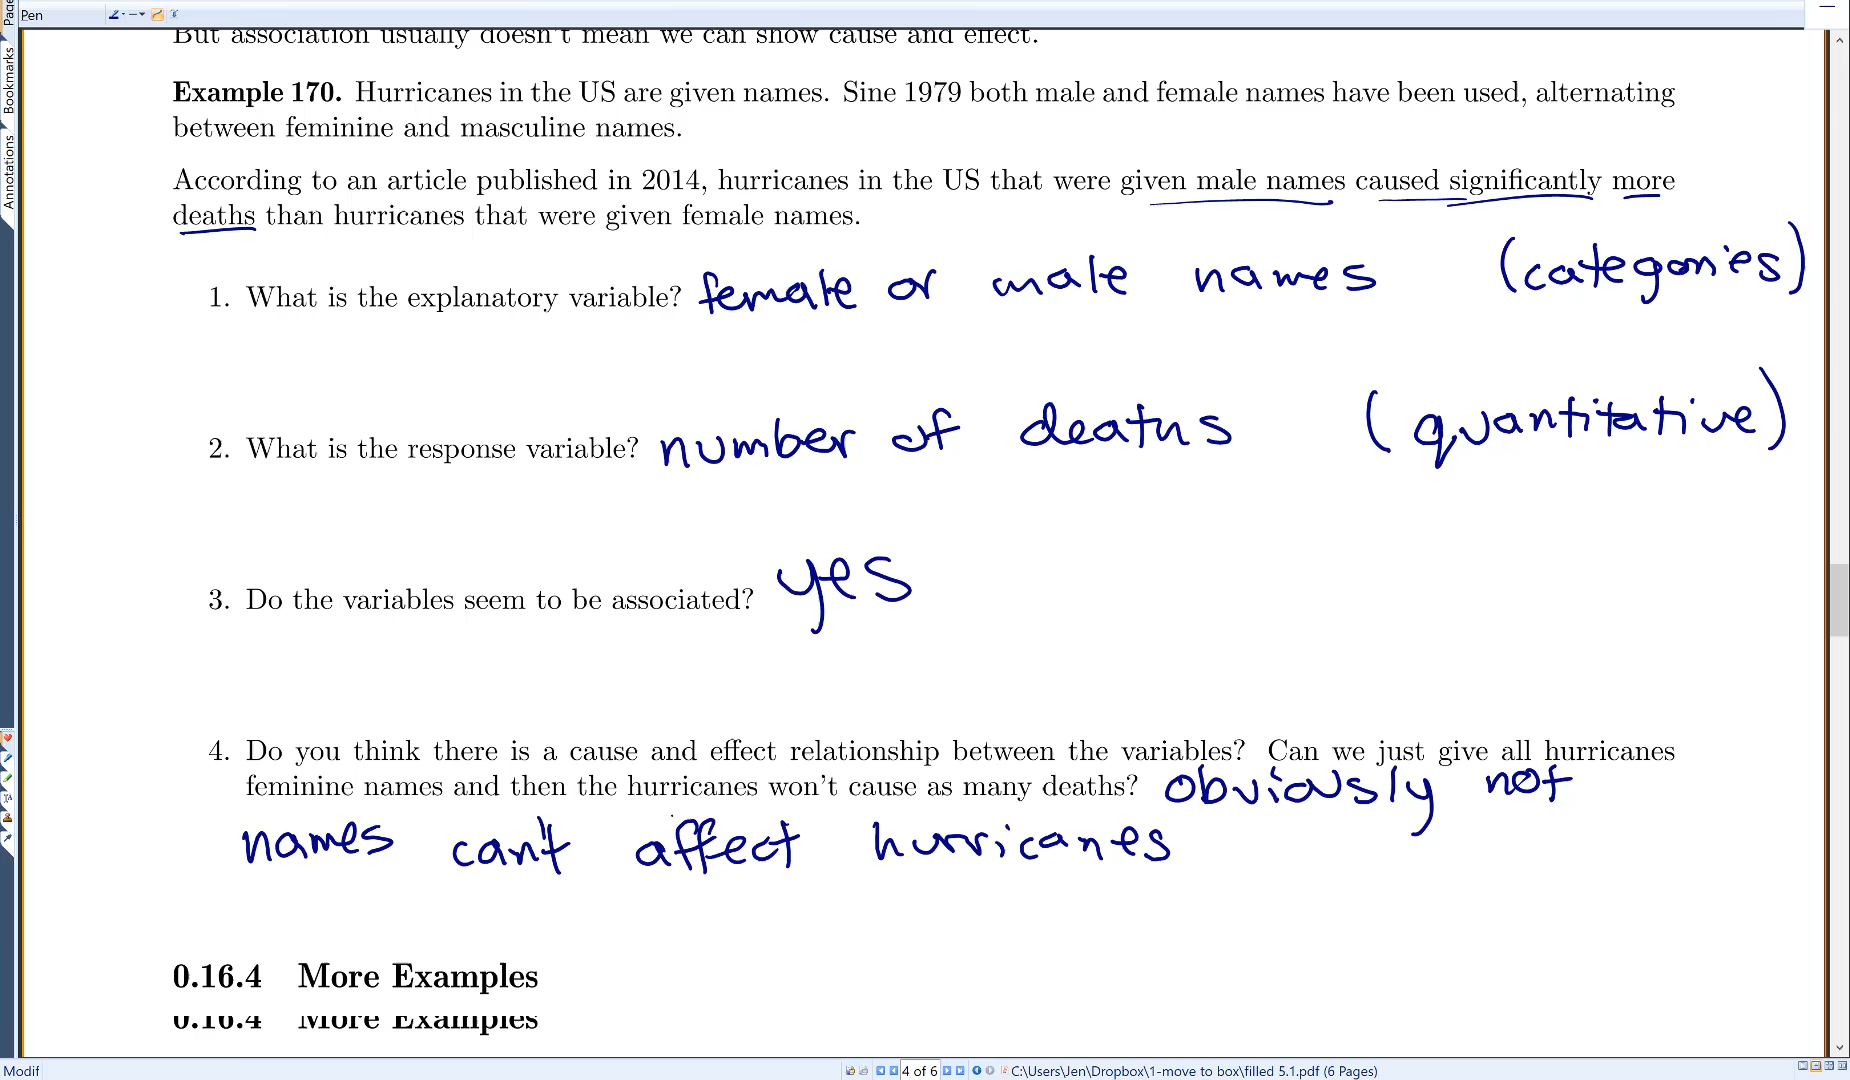 Pen
Page
Bookmarks
Annotations
But association usually doesn't mean we can show cause and effect.
Example 170. Hurricanes in the US are given names. Sine 1979 both male and female names have been used, alternating
between feminine and masculine names.
According to an article published in 2014, hurricanes in the US that were given male names caused significantly more
deaths than hurricanes that were given female names.
1. What is the explanatory variable? female or male names (categories)
2. What is the response variable? number of deaths (quantitative)
3. Do the variables seem to be associated? yes
4. Do you think there is a cause and effect relationship between the variables? Can we just give all hurricanes
feminine names and then the hurricanes won't cause as many deaths? obviously not
names can't affect hurricanes
0.16.4 More Examples
0.16.4 More Examples
Modif
4 of 6
C:\Users\Jen\Dropbox\1-move to box\filled 5.1.pdf (6 Pages)